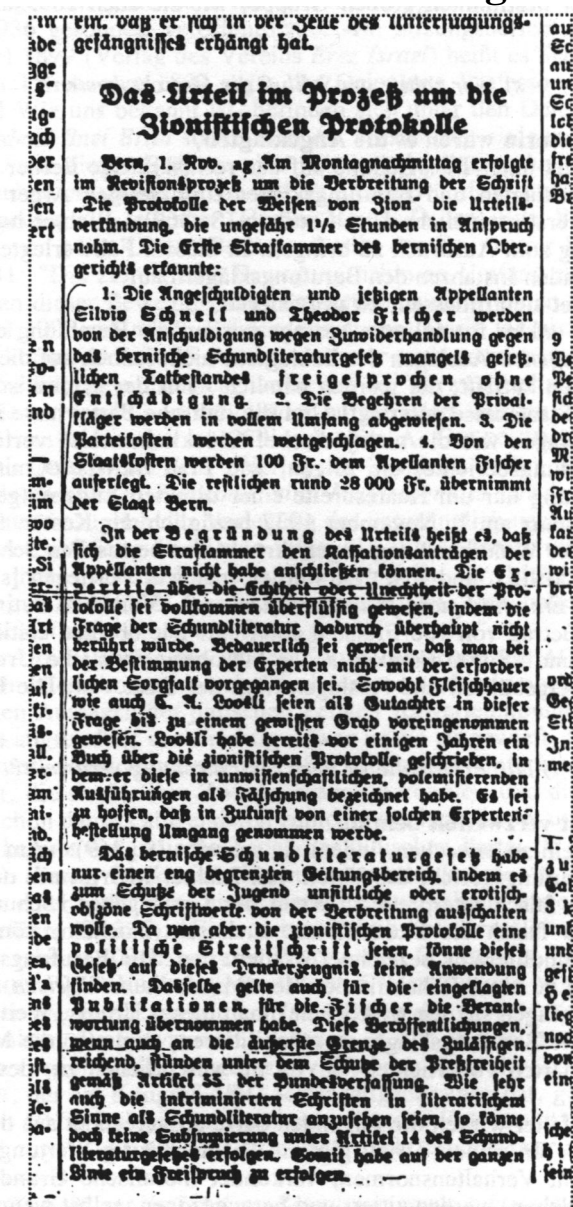 ein, daß er sich in der Zelle des Untersuchungs-
gefängnisses erhängt hat.
Das Urteil im Prozeß um die
Zionistischen Protokolle
Bern, 1. Nov. ag Am Montagnachmittag erfolgte
im Revisionsprozeß um die Verbreitung der Schrift
„Die Protokolle der Weisen von Zion" die Urteils-
verkündung, die ungefähr 1½ Stunden in Anspruch
nahm. Die Erste Strafkammer des bernischen Ober-
gerichts erkannte:
1. Die Angeschuldigten und jetzigen Appellanten
Silvio Schnell und Theodor Fischer werden
von der Anschuldigung wegen Zuwiderhandlung gegen
das bernische Schundliteraturgesetz mangels gesetz-
lichen Tatbestandes freigesprochen ohne
Entschädigung. 2. Die Begehren der Privat-
kläger werden in vollem Umfang abgewiesen. 3. Die
Parteikosten werden wettgeschlagen. 4. Von den
Staatskosten werden 100 Fr. dem Apellanten Fischer
auferlegt. Die restlichen rund 28 000 Fr. übernimmt
der Staat Bern.
In der Begründung des Urteils heißt es, daß
sich die Strafkammer den Kassationsanträgen der
Appellanten nicht habe anschließen können. Die Ex-
pertise über die Echtheit oder Unechtheit der Pro-
tokolle sei vollkommen überflüssig gewesen, indem die
Frage der Schundliteratur dadurch überhaupt nicht
berührt würde. Bedauerlich sei gewesen, daß man bei
der Bestimmung der Experten nicht mit der erforder-
lichen Sorgfalt vorgegangen sei. Sowohl Fleischhauer
wie auch C. A. Loosli seien als Gutachter in dieser
Frage bis zu einem gewissen Grad voreingenommen
gewesen. Loosli habe bereits vor einigen Jahren ein
Buch über die zionistischen Protokolle geschrieben, in
dem er diese in unwissenschaftlichen, polemisierenden
Ausführungen als Fälschung bezeichnet habe. Es sei
zu hoffen, daß in Zukunft von einer solchen Experten-
bestellung Umgang genommen werde.
Das bernische Schundliteraturgesetz habe
nur einen eng begrenzten Geltungsbereich, indem es
zum Schutze der Jugend unsittliche oder erotisch-
obszöne Schriftwerke von der Verbreitung ausschalten
wolle. Da nun aber die zionistischen Protokolle eine
politische Streitschrift seien, könne dieses
Gesetz auf dieses Druckerzeugnis keine Anwendung
finden. Dasselbe gelte auch für die eingeklagten
Publikationen, für die Fischer die Verant-
wortung übernommen habe. Diese Veröffentlichungen,
wenn auch an die äußerste Grenze des Zulässigen
reichend, stünden unter dem Schutze der Preßfreiheit
gemäß Artikel 55 der Bundesverfassung. Wie sehr
auch die inkriminierten Schriften in literarischem
Sinne als Schundliteratur anzusehen seien, so könne
doch keine Subsumierung unter Artikel 14 des Schund-
literaturgesetzes erfolgen. Somit habe auf der ganzen
Linie ein Freispruch zu erfolgen.